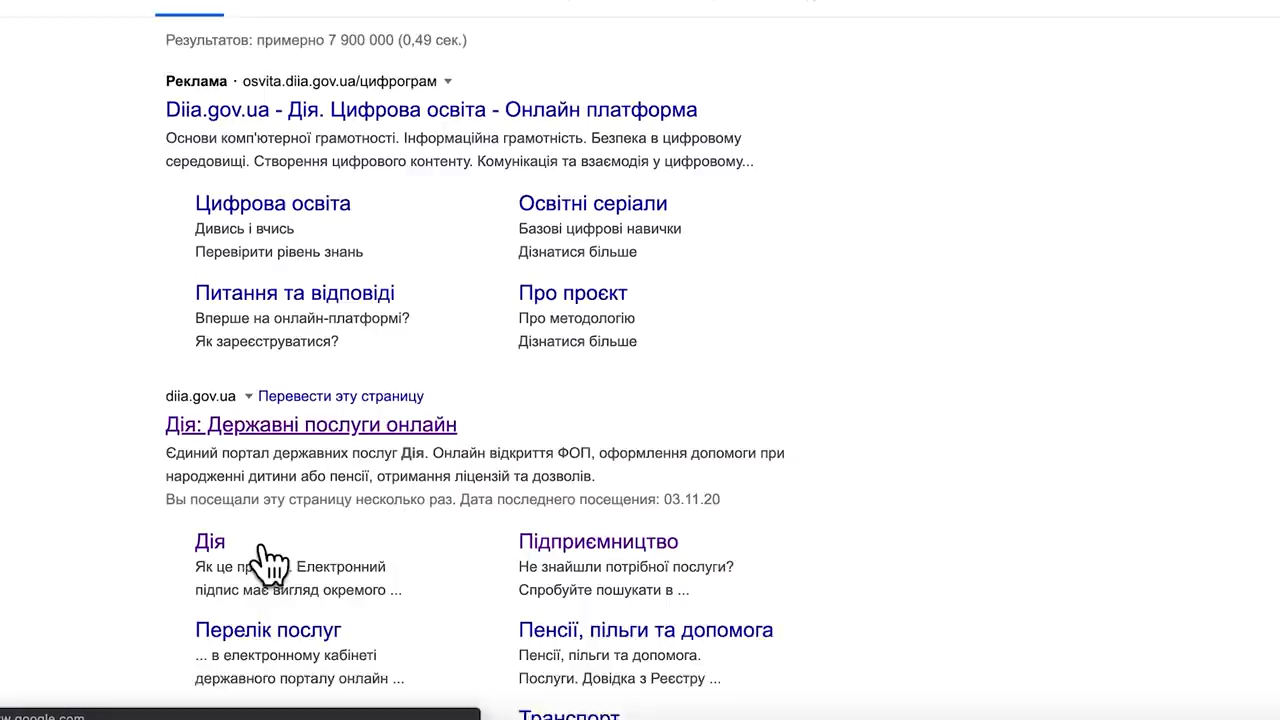 Результатов: примерно 7 900 000 (0,49 сек.)
Реклама · osvita.diia.gov.ua/цифрограм
Diia.gov.ua - Дія. Цифрова освіта - Онлайн платформа
Основи комп'ютерної грамотності. Інформаційна грамотність. Безпека в цифровому
середовищі. Створення цифрового контенту. Комунікація та взаємодія у цифровому...
Цифрова освіта
Дивись і вчись
Перевірити рівень знань
Освітні серіали
Базові цифрові навички
Дізнатися більше
Питання та відповіді
Вперше на онлайн-платформі?
Як зареєструватися?
Про проєкт
Про методологію
Дізнатися більше
diia.gov.ua Перевести эту страницу
Дія: Державні послуги онлайн
Єдиний портал державних послуг Дія. Онлайн відкриття ФОП, оформлення допомоги при
народженні дитини або пенсії, отримання ліцензій та дозволів.
Вы посещали эту страницу несколько раз. Дата последнего посещения: 03.11.20
Дія
Як це Електронний
підпис має вигляд окремого ...
Підприємництво
Не знайшли потрібної послуги?
Спробуйте пошукати в ...
Перелік послуг
... в електронному кабінеті
державного порталу онлайн ...
Пенсії, пільги та допомога
Пенсії, пільги та допомога.
Послуги. Довідка з Реєстру ...
Транспорт
w.google.com